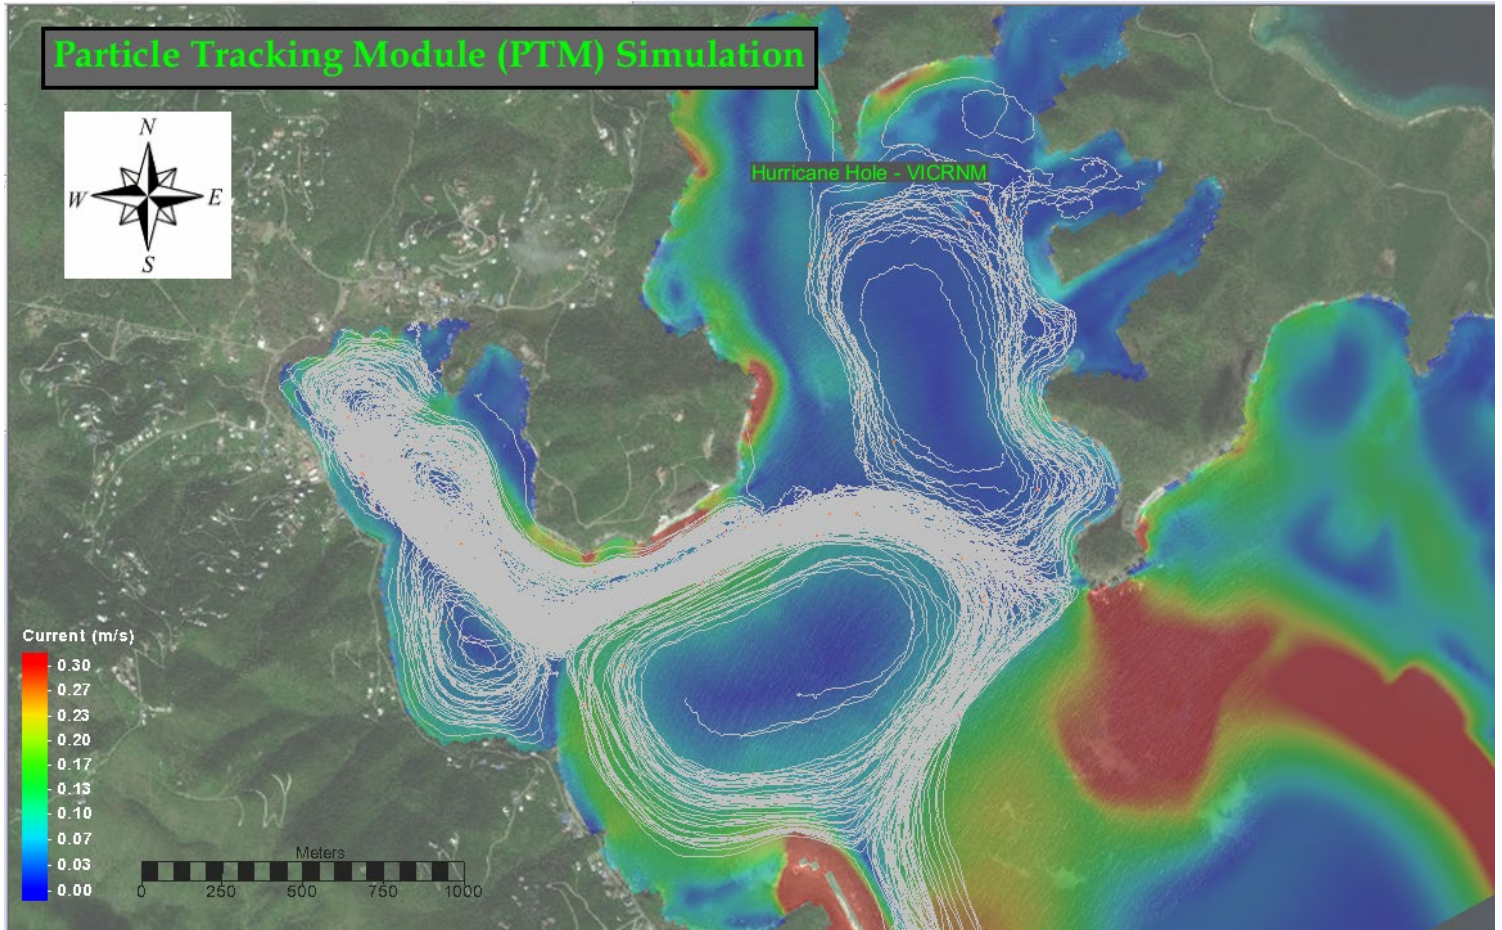 Particle Tracking Module (PTM) Simulation
N
W
E
S
Hurricane Hole - VICRNM
Current (m/s)
0.30
0.27
0.23
0.20
0.17
0.13
0.10
0.07
0.03
0.00
Meters
0 250 500 750 1000